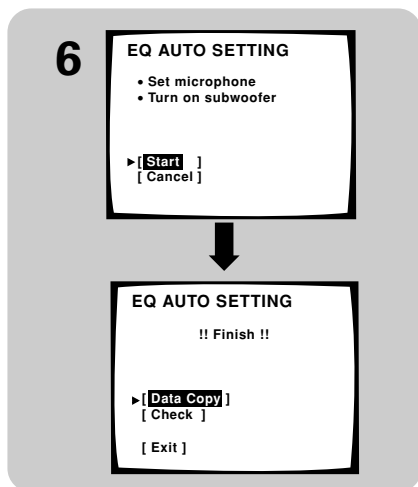 6
EQ AUTO SETTING
• Set microphone
• Turn on subwoofer
►[ Start ]
[ Cancel ]
EQ AUTO SETTING
!! Finish !!
►[ Data Copy ]
[ Check ]
[ Exit ]